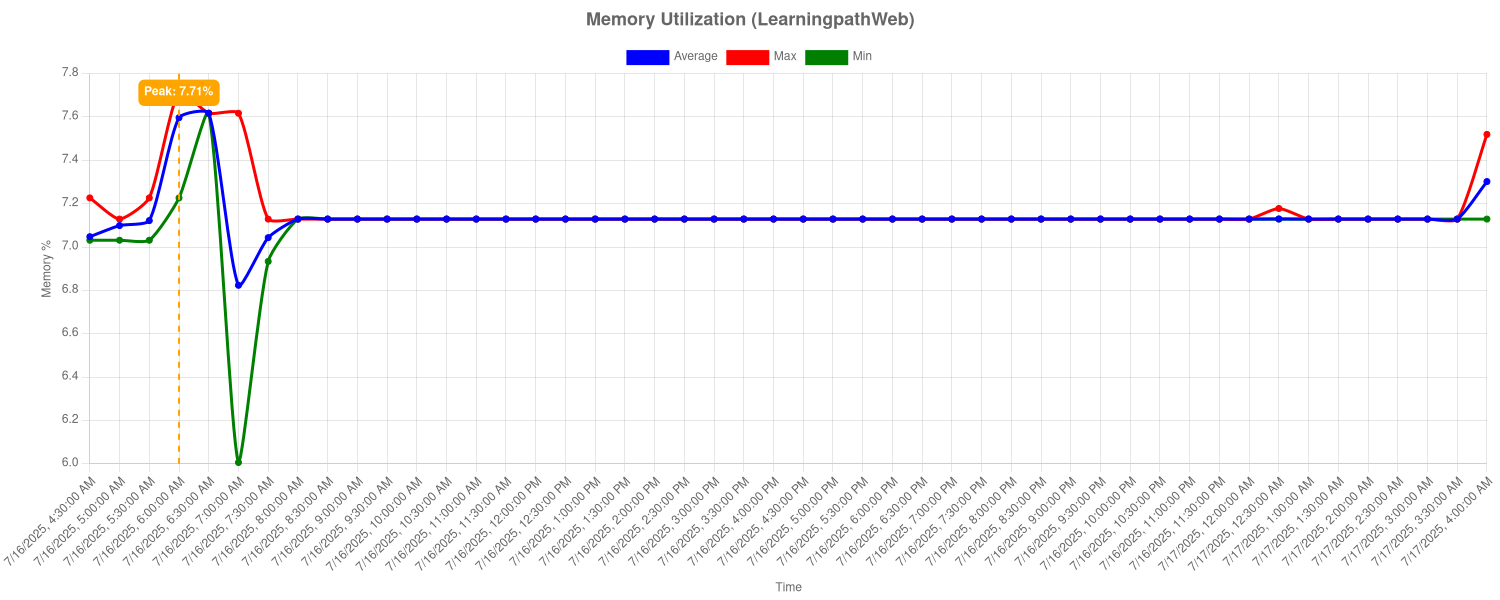 Memory Utilization (LearningpathWeb)
Average Max Min
Peak: 7.71%
7.8
7.6
7.4
7.2
7.0
6.8
6.6
6.4
6.2
6.0
Memory %
7/16/2025, 4:30:00 AM
7/16/2025, 5:00:00 AM
7/16/2025, 5:30:00 AM
7/16/2025, 6:00:00 AM
7/16/2025, 6:30:00 AM
7/16/2025, 7:00:00 AM
7/16/2025, 7:30:00 AM
7/16/2025, 8:00:00 AM
7/16/2025, 8:30:00 AM
7/16/2025, 9:00:00 AM
7/16/2025, 9:30:00 AM
7/16/2025, 10:00:00 AM
7/16/2025, 10:30:00 AM
7/16/2025, 11:00:00 AM
7/16/2025, 11:30:00 AM
7/16/2025, 12:00:00 PM
7/16/2025, 12:30:00 PM
7/16/2025, 1:00:00 PM
7/16/2025, 1:30:00 PM
7/16/2025, 2:00:00 PM
7/16/2025, 2:30:00 PM
7/16/2025, 3:00:00 PM
7/16/2025, 3:30:00 PM
7/16/2025, 4:00:00 PM
7/16/2025, 4:30:00 PM
7/16/2025, 5:00:00 PM
7/16/2025, 5:30:00 PM
7/16/2025, 6:00:00 PM
7/16/2025, 6:30:00 PM
7/16/2025, 7:00:00 PM
7/16/2025, 7:30:00 PM
7/16/2025, 8:00:00 PM
7/16/2025, 8:30:00 PM
7/16/2025, 9:00:00 PM
7/16/2025, 9:30:00 PM
7/16/2025, 10:00:00 PM
7/16/2025, 10:30:00 PM
7/16/2025, 11:00:00 PM
7/16/2025, 11:30:00 PM
7/17/2025, 12:00:00 AM
7/17/2025, 12:30:00 AM
7/17/2025, 1:00:00 AM
7/17/2025, 1:30:00 AM
7/17/2025, 2:00:00 AM
7/17/2025, 2:30:00 AM
7/17/2025, 3:00:00 AM
7/17/2025, 3:30:00 AM
7/17/2025, 4:00:00 AM
Time